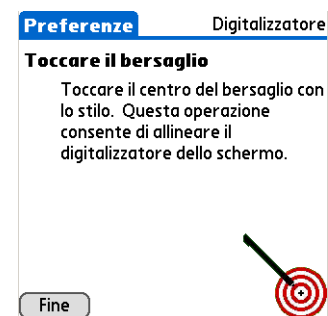 Preferenze Digitalizzatore
Toccare il bersaglio
Toccare il centro del bersaglio con
lo stilo. Questa operazione
consente di allineare il
digitalizzatore dello schermo.
Fine